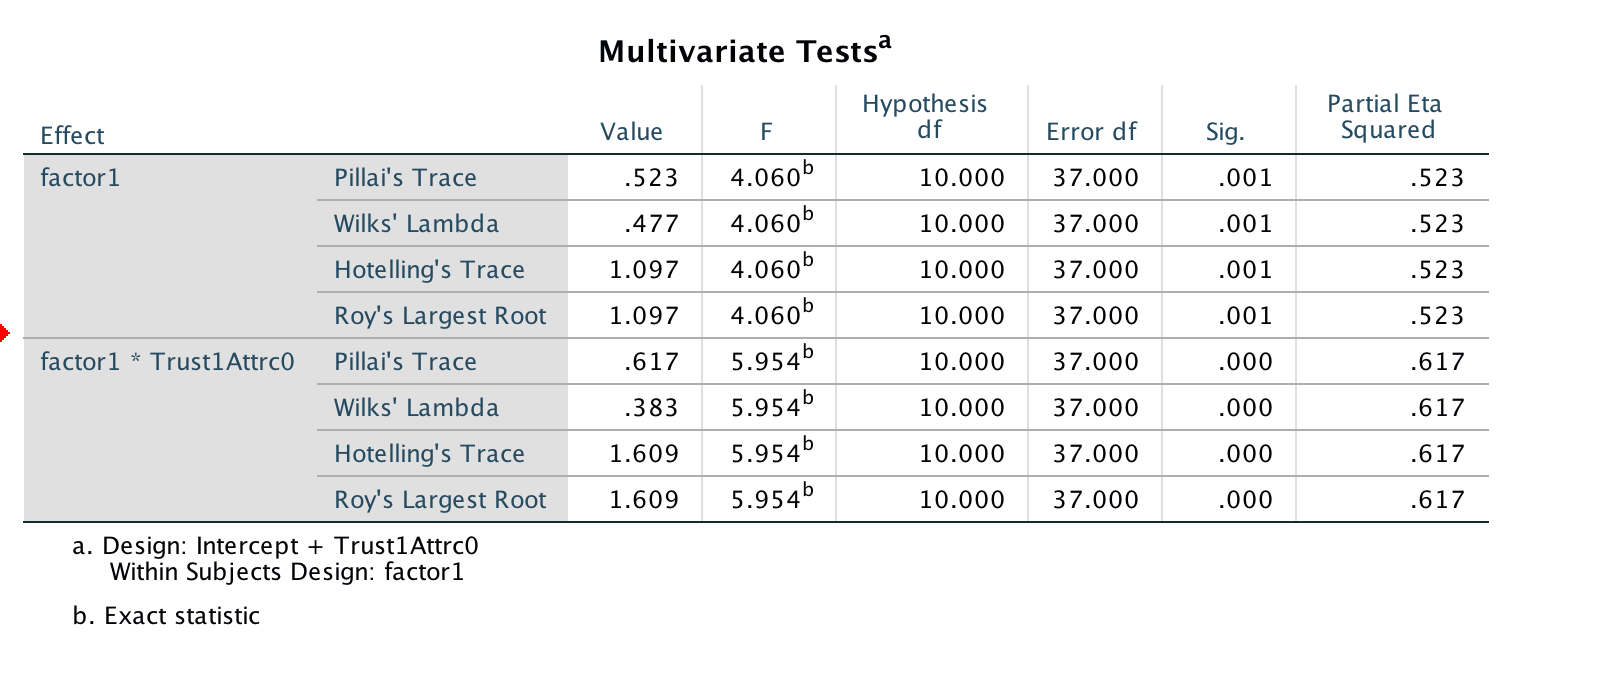 Multivariate Tests^a
Effect Value F Hypothesis df Error df Sig. Partial Eta Squared
factor1 Pillai's Trace .523 4.060^b 10.000 37.000 .001 .523
Wilks' Lambda .477 4.060^b 10.000 37.000 .001 .523
Hotelling's Trace 1.097 4.060^b 10.000 37.000 .001 .523
Roy's Largest Root 1.097 4.060^b 10.000 37.000 .001 .523
factor1 * Trust1Attrc0 Pillai's Trace .617 5.954^b 10.000 37.000 .000 .617
Wilks' Lambda .383 5.954^b 10.000 37.000 .000 .617
Hotelling's Trace 1.609 5.954^b 10.000 37.000 .000 .617
Roy's Largest Root 1.609 5.954^b 10.000 37.000 .000 .617
a. Design: Intercept + Trust1Attrc0
Within Subjects Design: factor1
b. Exact statistic